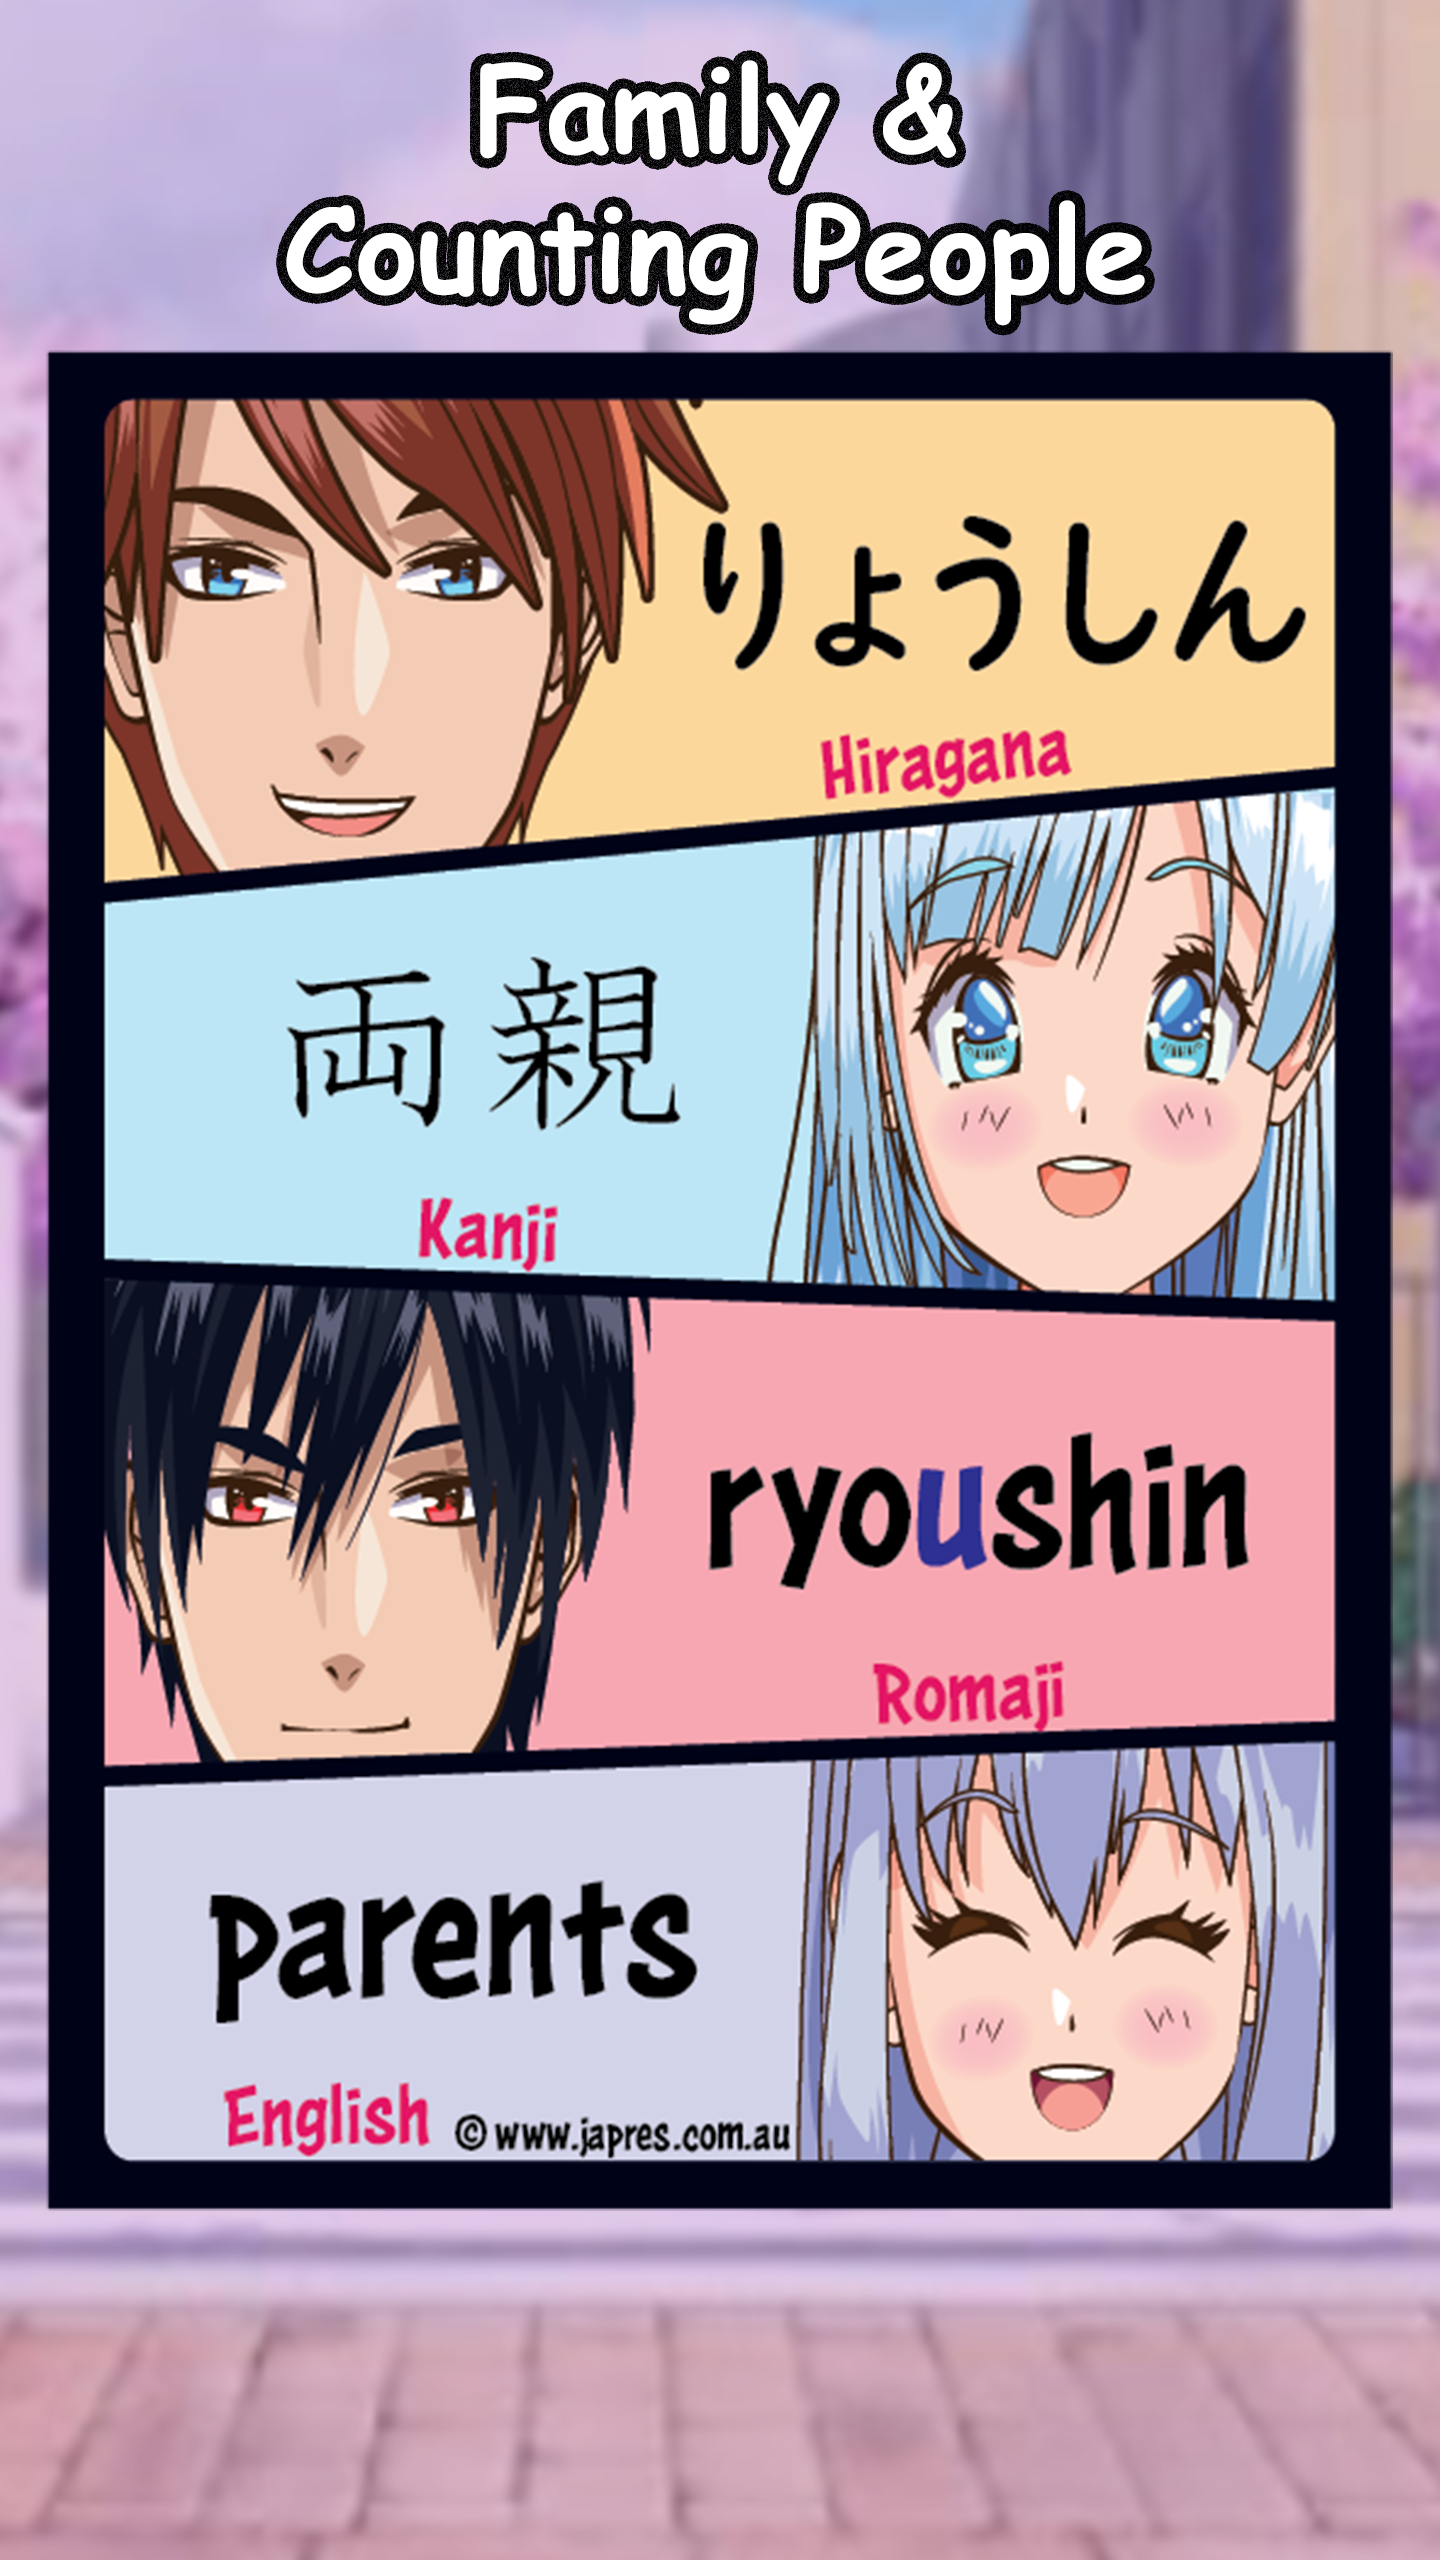 Family &
Counting People
りょうしん
Hiragana
両親
Kanji
ryoushin
Romaji
parents
English
© www.japres.com.au